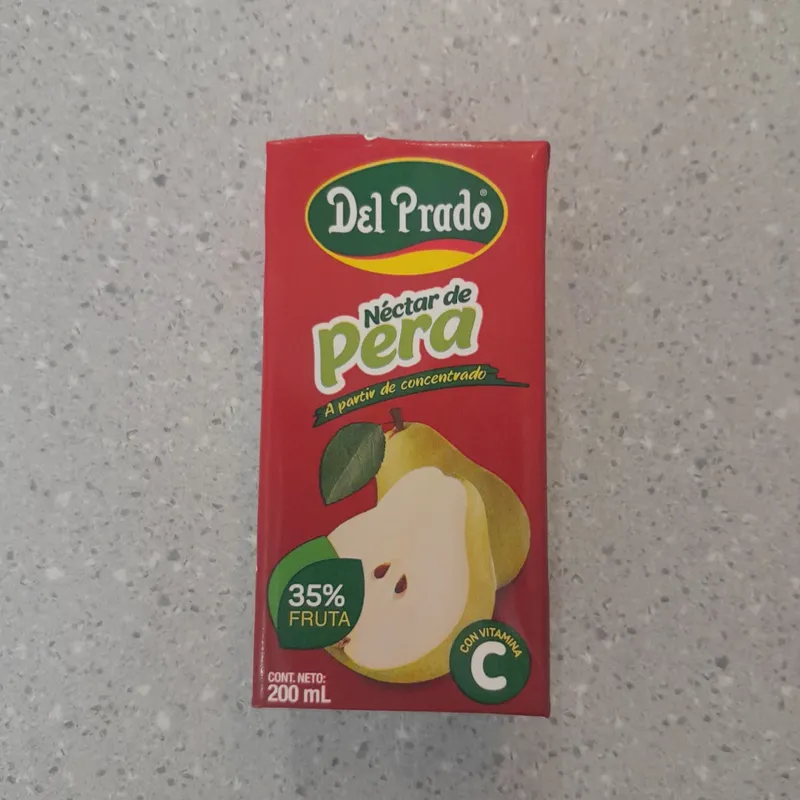 Del Prado®
Néctar de
Pera
A partir de concentrado
35%
FRUTA
CON VITAMINA
C
CONT. NETO:
200 mL